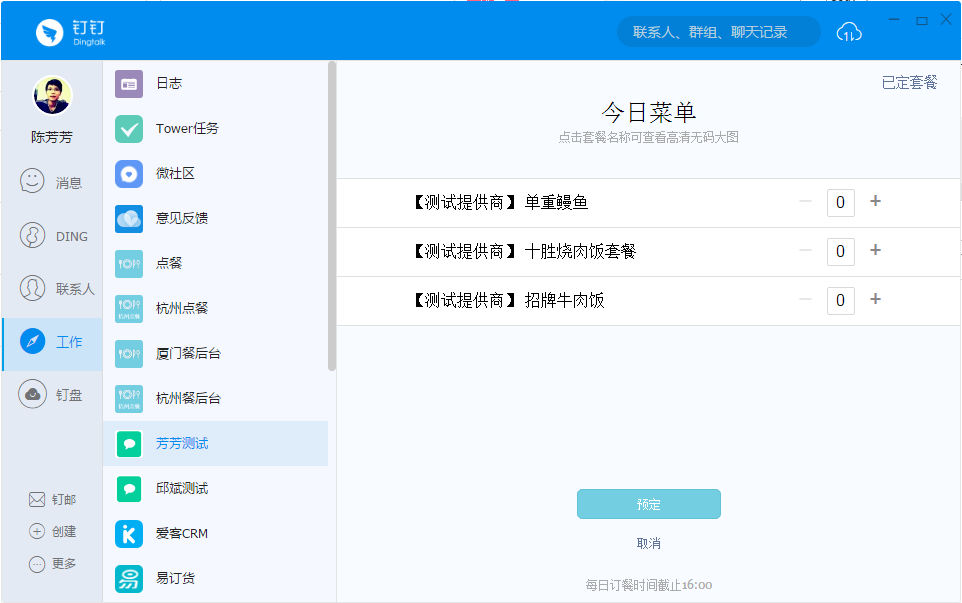 钉钉
Dingtalk
联系人、群组、聊天记录
陈芳芳
消息
DING
联系人
工作
钉盘
钉邮
创建
更多
日志
Tower任务
微社区
意见反馈
点餐
杭州点餐
厦门餐后台
杭州餐后台
芳芳测试
邱斌测试
爱客CRM
易订货
已定套餐
今日菜单
点击套餐名称可查看高清无码大图
【测试提供商】单重鳗鱼 － 0 +
【测试提供商】十胜烧肉饭套餐 － 0 +
【测试提供商】招牌牛肉饭 － 0 +
预定
取消
每日订餐时间截止16:00